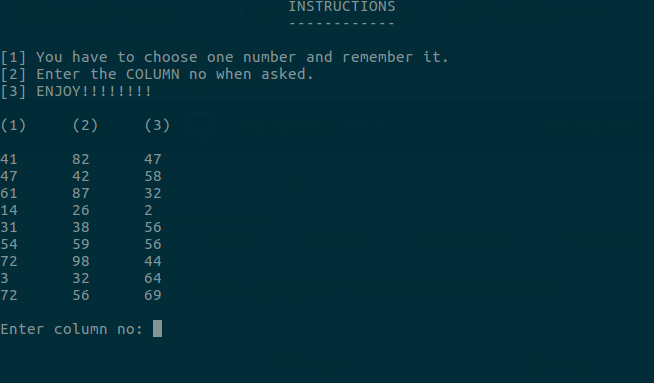 INSTRUCTIONS
------------
[1] You have to choose one number and remember it.
[2] Enter the COLUMN no when asked.
[3] ENJOY!!!!!!!!
(1) (2) (3)
41 82 47
47 42 58
61 87 32
14 26 2
31 38 56
54 59 56
72 98 44
3 32 64
72 56 69
Enter column no: